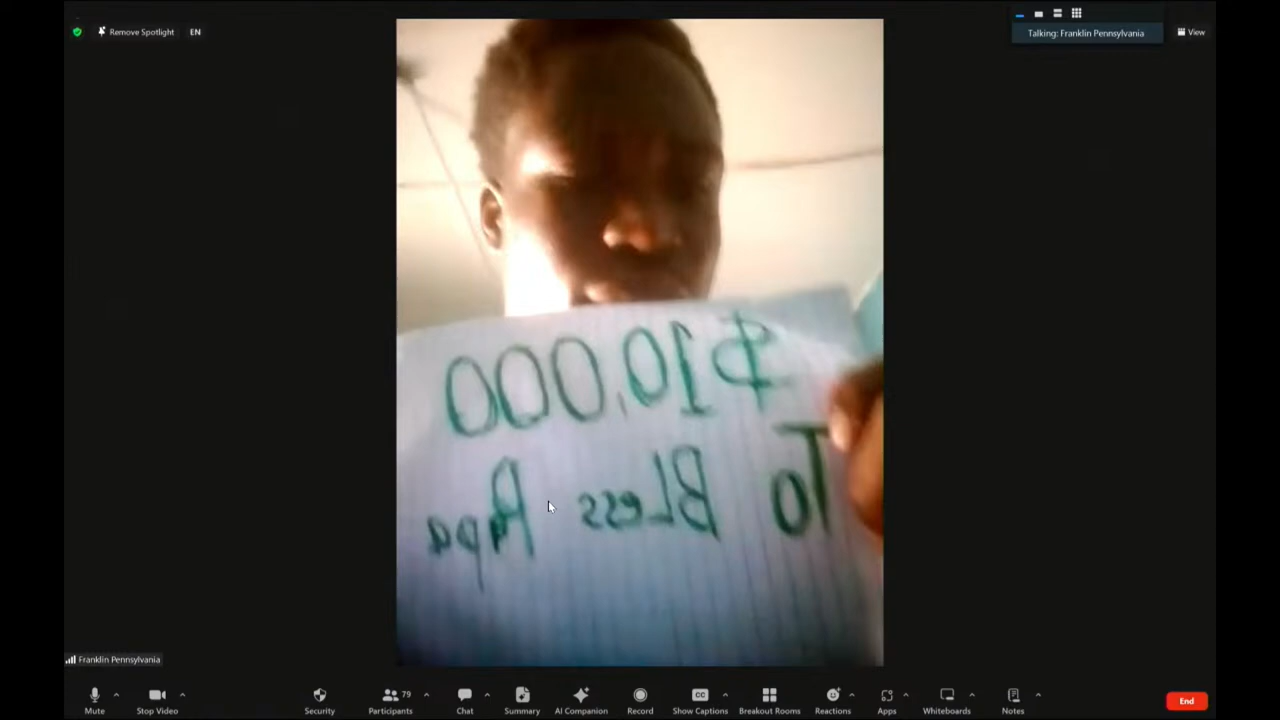 Remove Spotlight
EN
Talking: Franklin Pennsylvania
View
$10,000
To BLess Papa
Franklin Pennsylvania
Mute
Stop Video
Security
79
Participants
Chat
Summary
AI Companion
Record
CC
Show Captions
Breakout Rooms
Reactions
Apps
Whiteboards
Notes
End